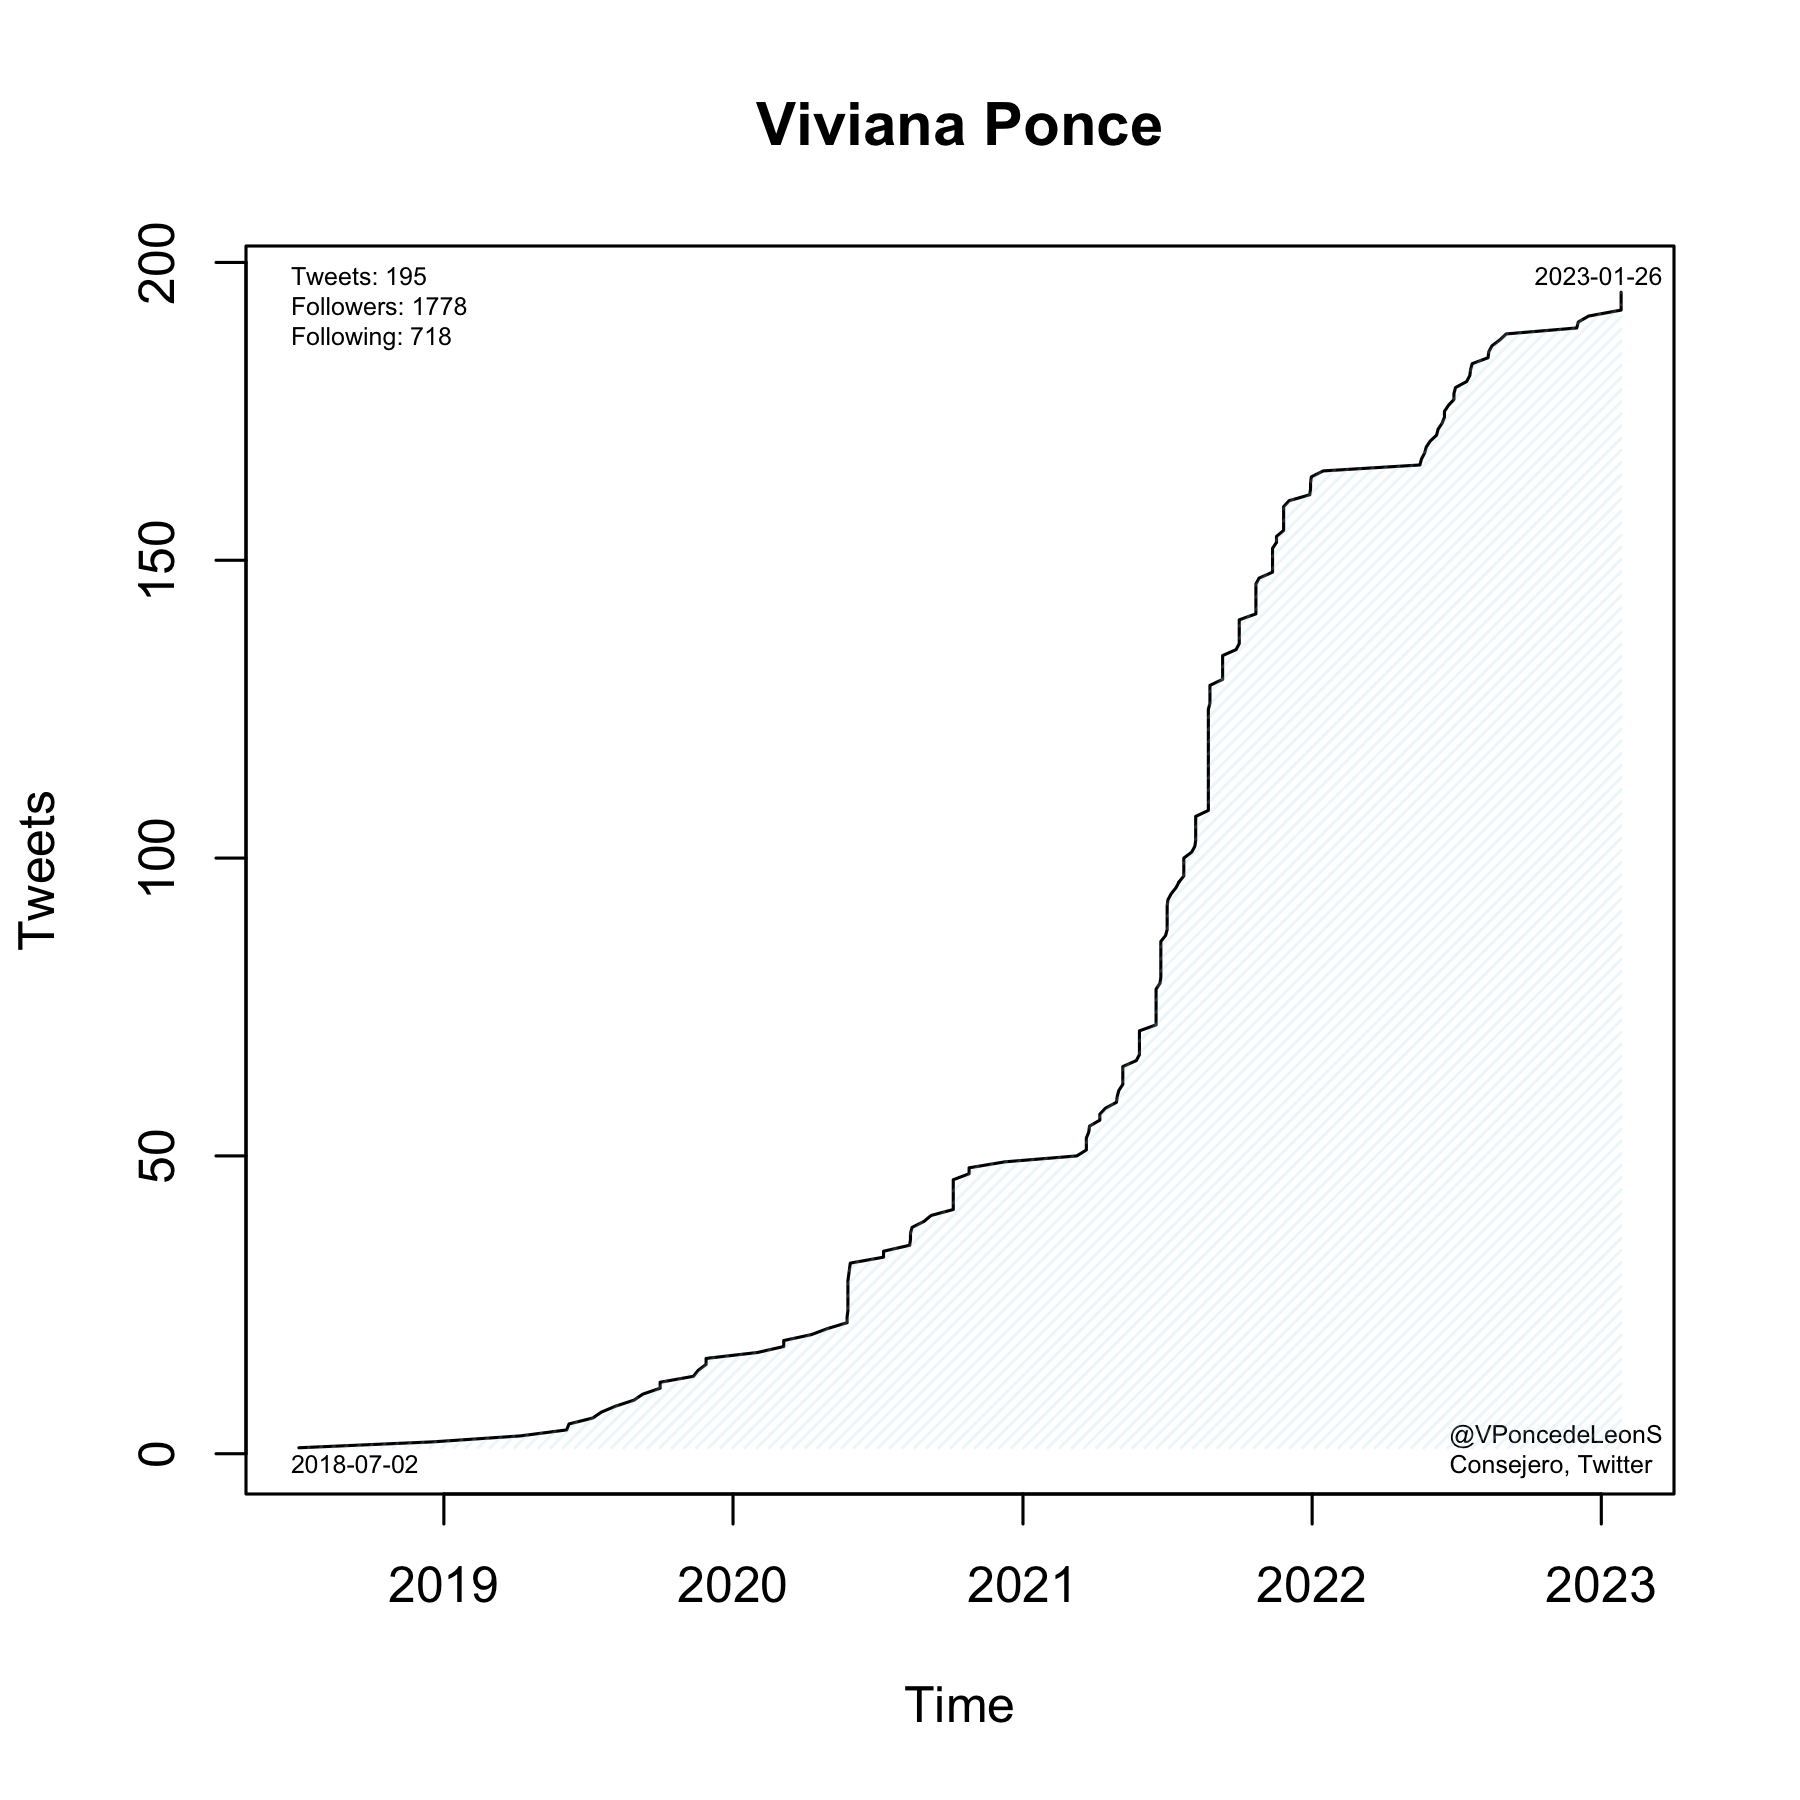 Viviana Ponce
Tweets: 195
Followers: 1778
Following: 718
2023-01-26
200
150
100
50
0
Tweets
2018-07-02
@VPoncedeLeonS
Consejero, Twitter
2019 2020 2021 2022 2023
Time